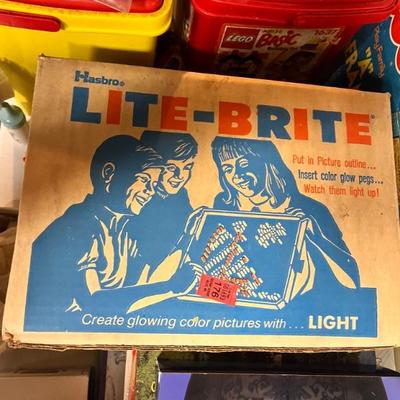 LEGO Basic
Hasbro®
LITE-BRITE®
Put in Picture outline...
Insert color glow pegs...
Watch them light up!
176
Create glowing color pictures with... LIGHT